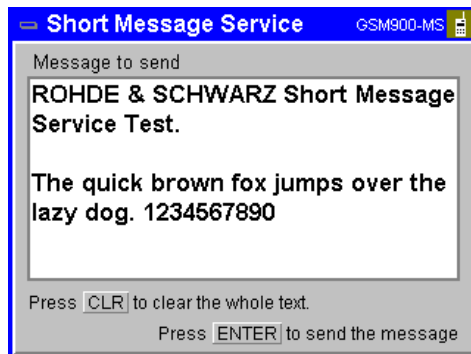 Short Message Service GSM900-MS
Message to send
ROHDE & SCHWARZ Short Message
Service Test.
The quick brown fox jumps over the
lazy dog. 1234567890
Press CLR to clear the whole text.
Press ENTER to send the message